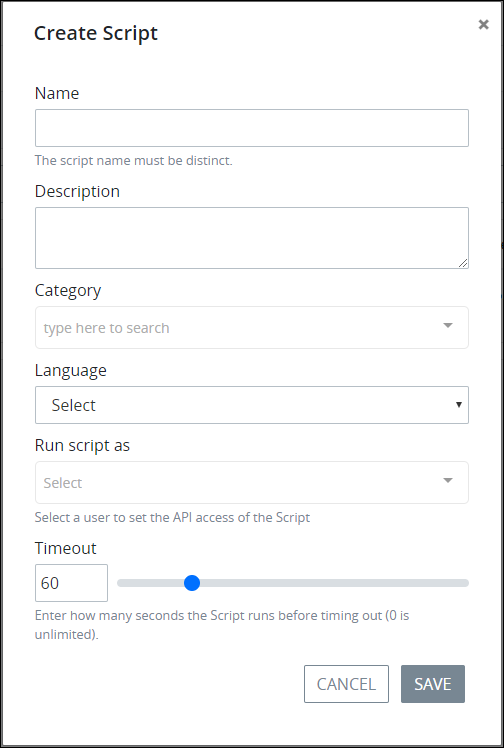 Create Script
Name
The script name must be distinct.
Description
Category
type here to search
Language
Select
Run script as
Select
Select a user to set the API access of the Script
Timeout
60
Enter how many seconds the Script runs before timing out (0 is
unlimited).
CANCEL SAVE